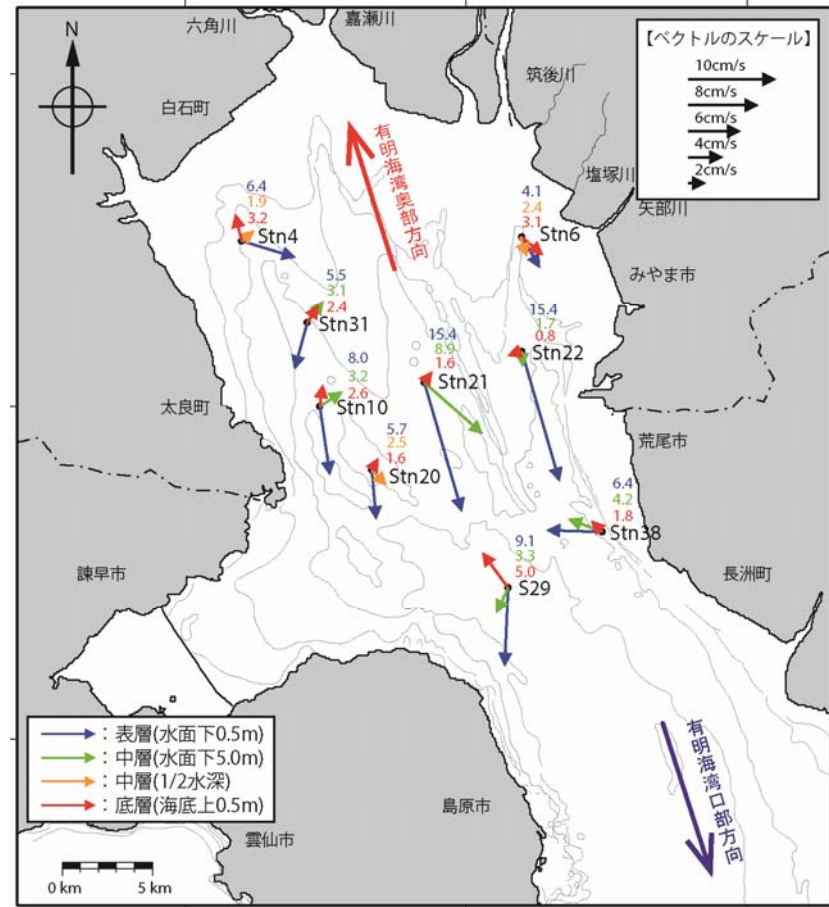 六角川
嘉瀬川
N
筑後川
白石町
【ベクトルのスケール】
10cm/s
8cm/s
6cm/s
4cm/s
2cm/s
有明海湾奥部方向
塩塚川
矢部川
6.4
1.9
3.2
Stn4
4.1
2.4
3.1
Stn6
みやま市
5.5
3.1
2.4
Stn31
15.4
1.7
0.8
Stn22
8.0
3.2
2.6
Stn10
15.4
8.9
1.6
Stn21
太良町
荒尾市
5.7
2.5
1.6
Stn20
6.4
4.2
1.8
Stn38
諫早市
9.1
3.3
5.0
S29
長洲町
:表層(水面下0.5m)
:中層(水面下5.0m)
:中層(1/2水深)
:底層(海底上0.5m)
有明海湾口部方向
島原市
雲仙市
0 km
5 km